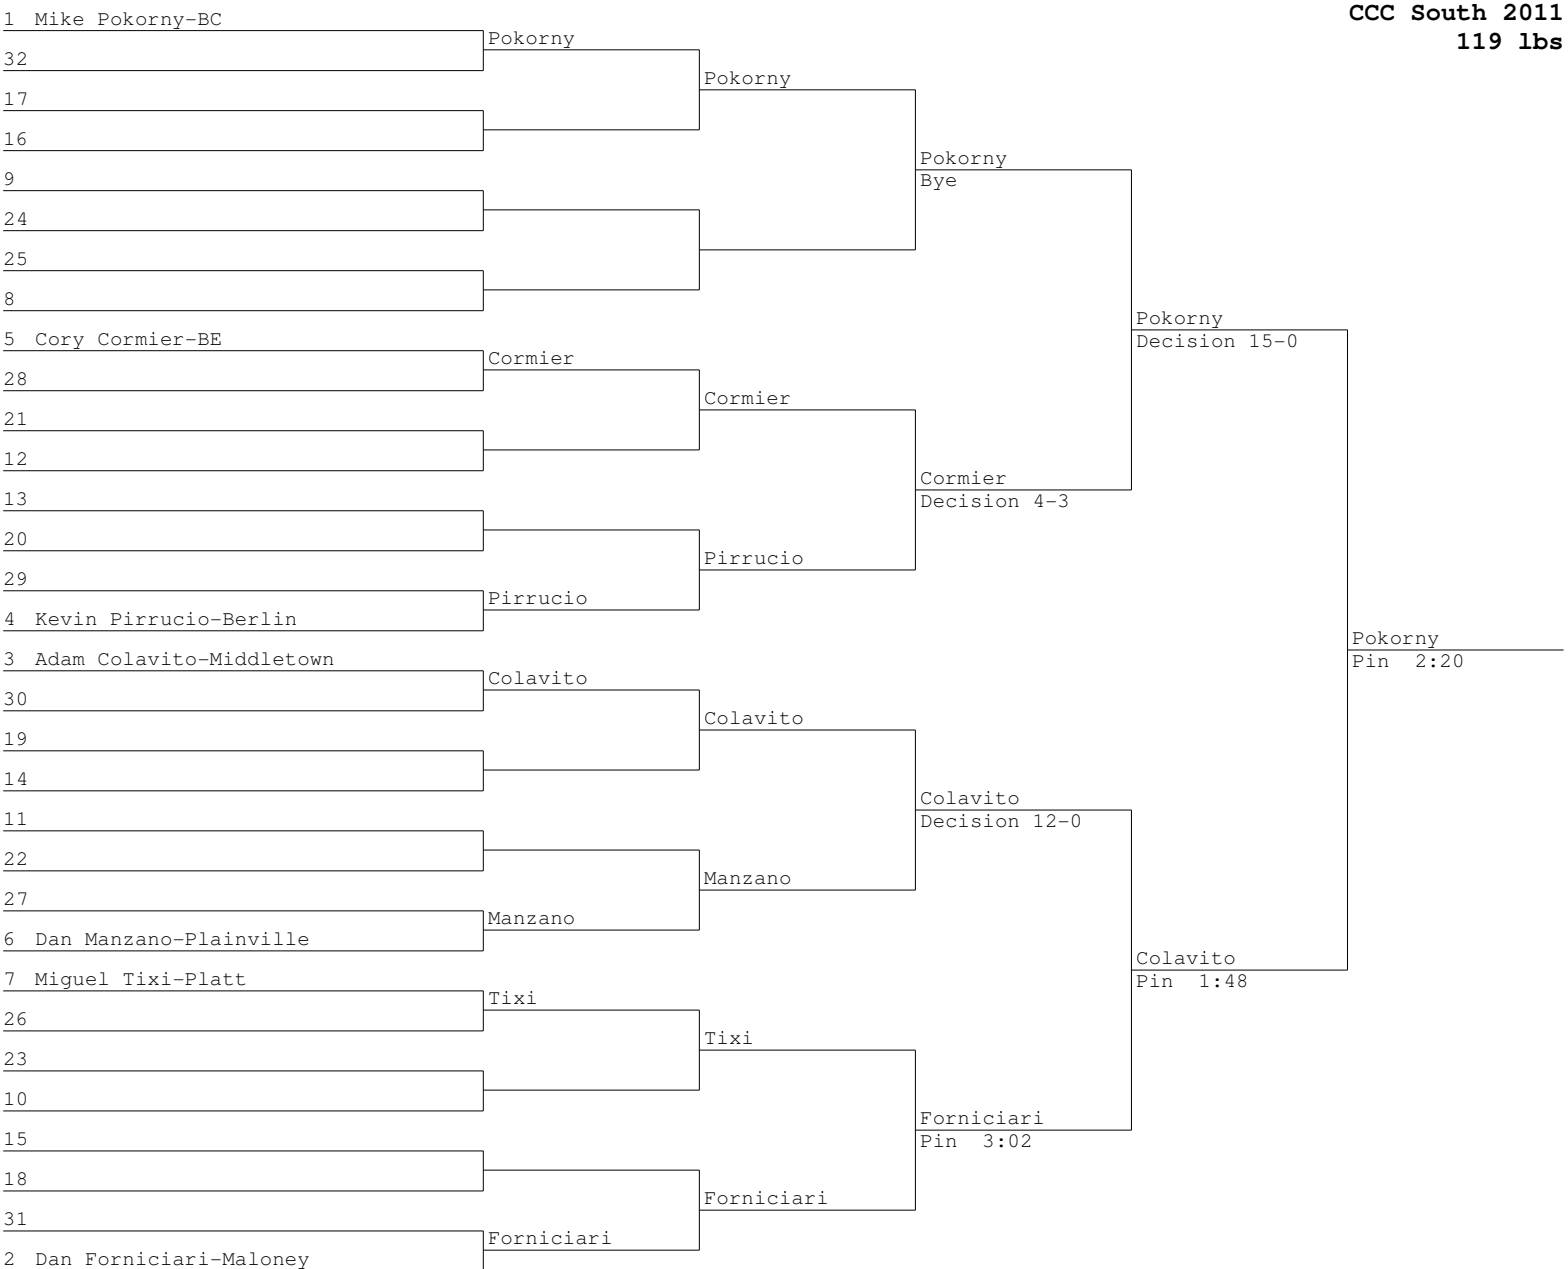 CCC South 2011
119 lbs
1 Mike Pokorny-BC
Pokorny
32
Pokorny
17
16
Pokorny
Bye
9
24
25
8
Pokorny
Decision 15-0
5 Cory Cormier-BE
Cormier
28
Cormier
21
12
Cormier
Decision 4-3
13
20
Pirrucio
29
Pirrucio
4 Kevin Pirrucio-Berlin
Pokorny
Pin 2:20
3 Adam Colavito-Middletown
Colavito
30
Colavito
19
14
Colavito
Decision 12-0
11
22
Manzano
27
Manzano
6 Dan Manzano-Plainville
Colavito
Pin 1:48
7 Miguel Tixi-Platt
Tixi
26
Tixi
23
10
Forniciari
Pin 3:02
15
18
Forniciari
31
Forniciari
2 Dan Forniciari-Maloney